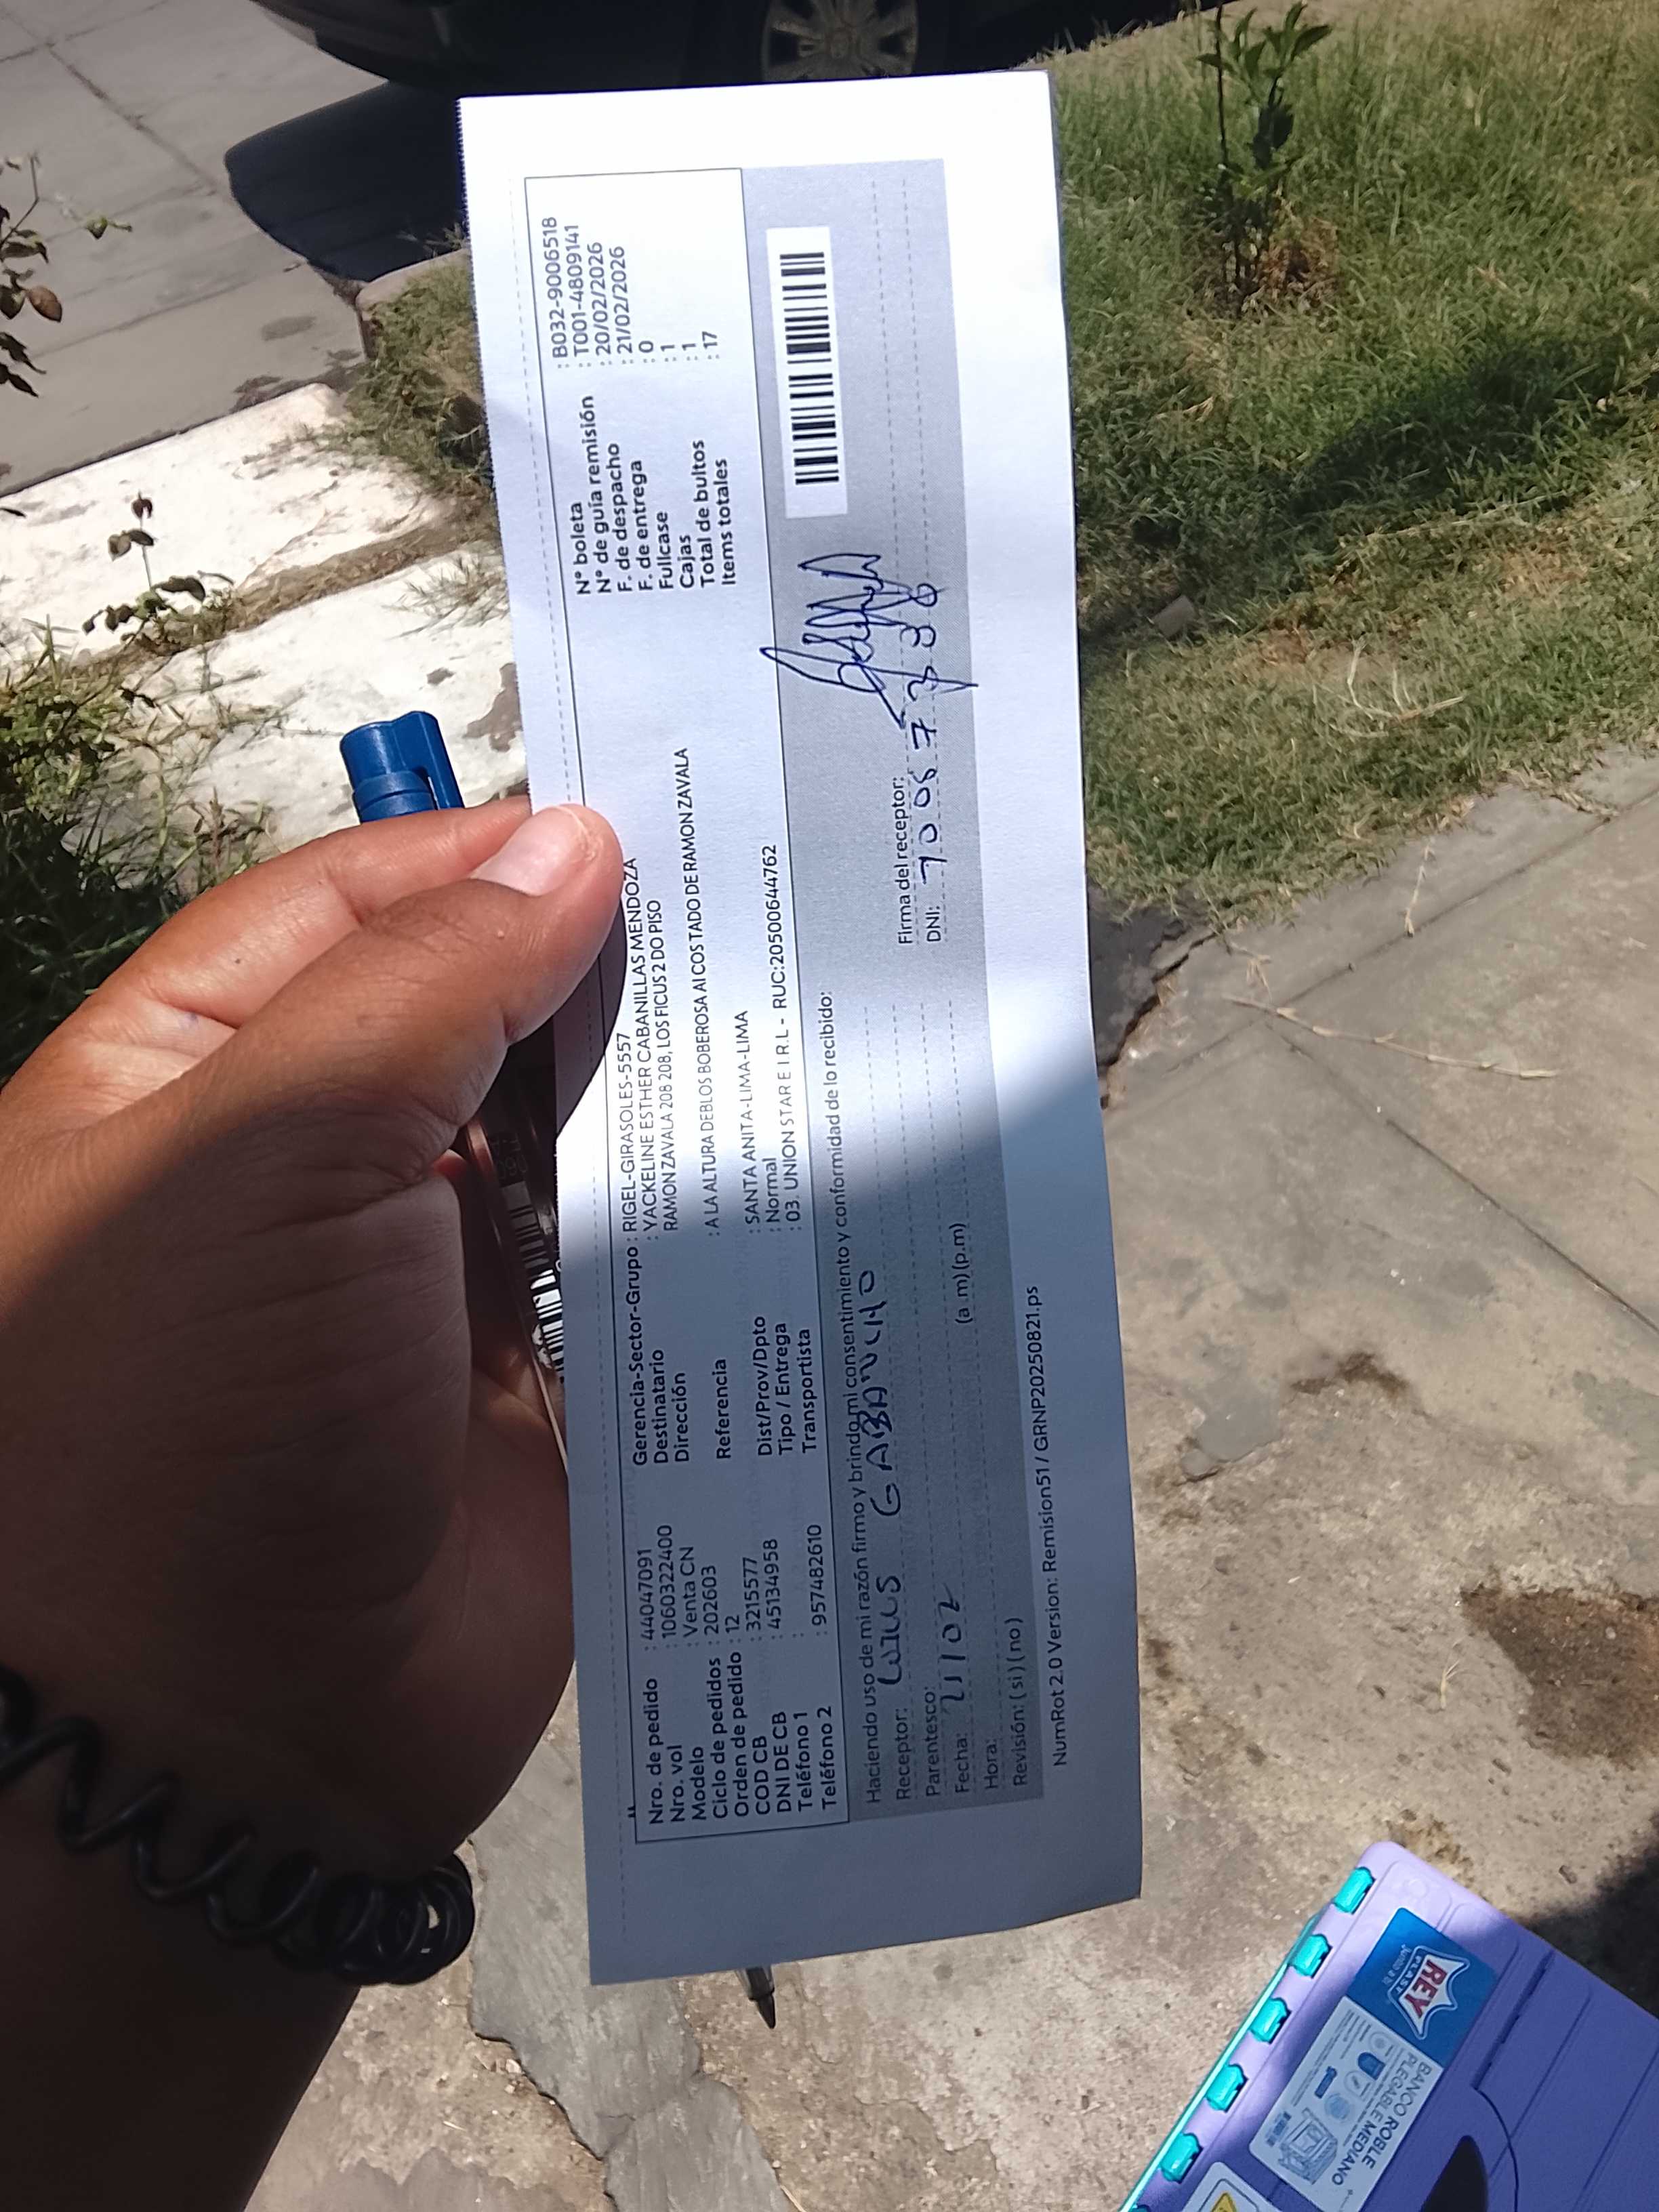 Nro. de pedido : 44047091
Nro. vol : 1060322400
Modelo : Venta CN
Ciclo de pedidos : 202603
Orden de pedido : 12
COD CB : 3215577
DNI DE CB : 45134958
Teléfono 1 :
Teléfono 2 : 957482610
Gerencia-Sector-Grupo : RIGEL-GIRASOLES-5557
Destinatario : YACKELINE ESTHER CABANILLAS MENDOZA
Dirección RAMON ZAVALA 208 208, LOS FICUS 2 DO PISO
Referencia : A LA ALTURA DEBLOS BOBEROSA AI COSTADO DE RAMON ZAVALA
Dist/Prov/Dpto : SANTA ANITA-LIMA-LIMA
Tipo / Entrega : Normal
Transportista : 03. UNION STAR E I R.L - RUC:20500644762
N° boleta : B032-9006518
N° de guía remisión : T001-4809141
F. de despacho : 20/02/2026
F. de entrega : 21/02/2026
Fullcase : 0
Cajas : 1
Total de bultos : 1
Items totales : 17
Haciendo uso de mi razón firmo y brindo mi consentimiento y conformidad de lo recibido:
Receptor: GABANCHO
Parentesco:
Fecha: 21/02
Hora: (a .m) (p.m)
Revisión: ( si ) ( no )
Firma del receptor:
DNI:
NumRot 2.0 Version: Remision51 / GRNP20250821.ps
REY
PLAST
BANCO ROBLE
PLEGABLE MEDIANO